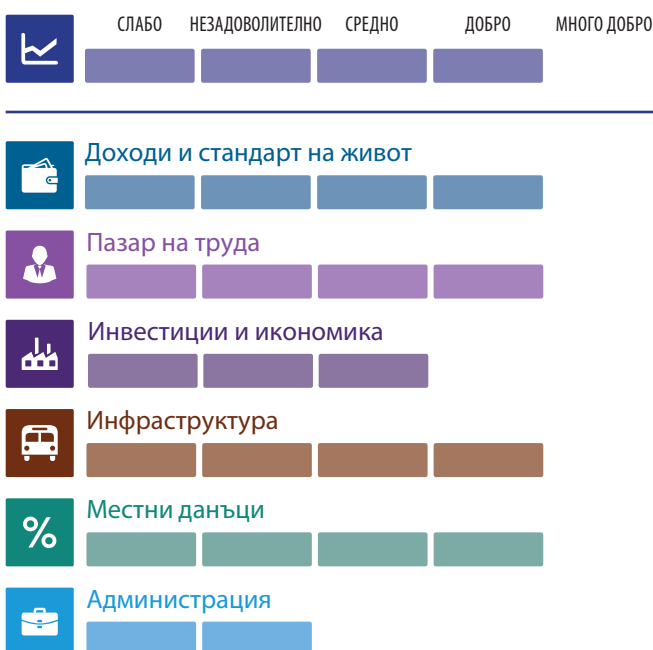 СЛАБО НЕЗАДОВОЛИТЕЛНО СРЕДНО ДОБРО МНОГО ДОБРО
Доходи и стандарт на живот
Пазар на труда
Инвестиции и икономика
Инфраструктура
Местни данъци
%
Администрация